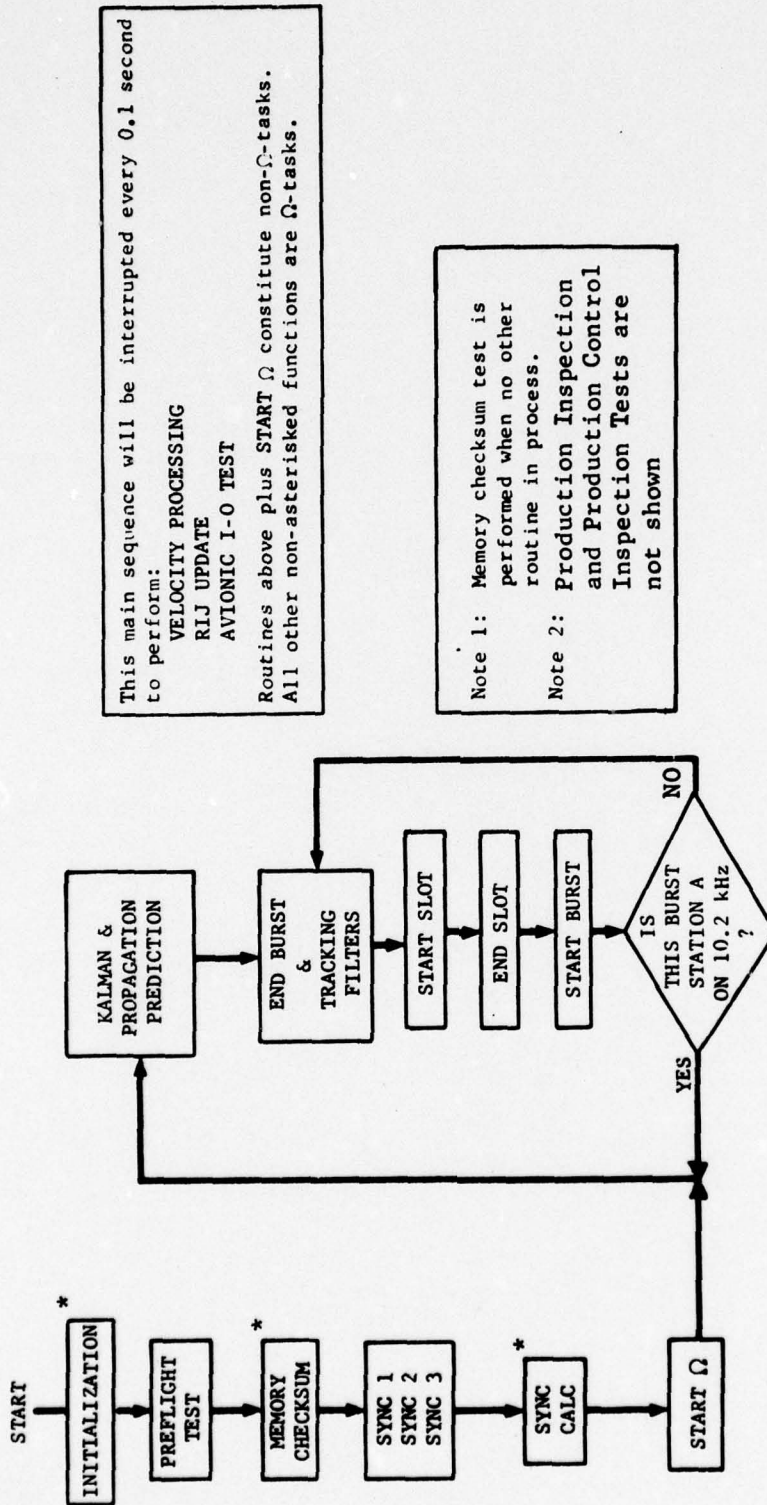 START
*
INITIALIZATION
PREFLIGHT
TEST
*
MEMORY
CHECKSUM
SYNC 1
SYNC 2
SYNC 3
*
SYNC
CALC
START Ω
KALMAN &
PROPAGATION
PREDICTION
END BURST
&
TRACKING
FILTERS
START SLOT
END SLOT
START BURST
IS
THIS BURST
STATION A
ON 10.2 kHz
?
YES
NO
This main sequence will be interrupted every 0.1 second
to perform:
VELOCITY PROCESSING
RIJ UPDATE
AVIONIC I-O TEST
Routines above plus START Ω constitute non-Ω-tasks.
All other non-asterisked functions are Ω-tasks.
Note 1: Memory checksum test is
performed when no other
routine in process.
Note 2: Production Inspection
and Production Control
Inspection Tests are
not shown